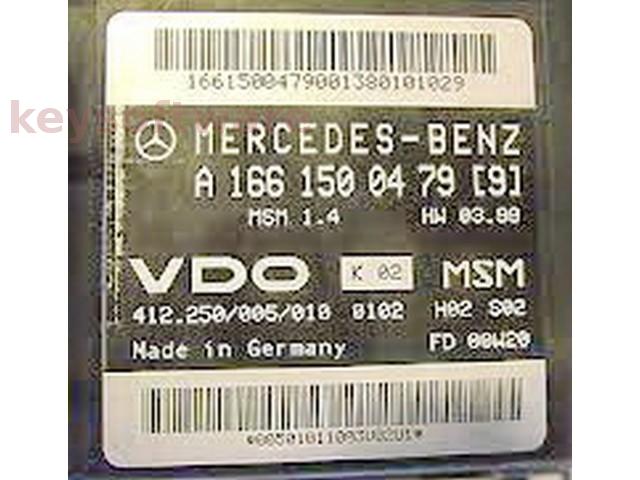 1661500479001380101029
MERCEDES-BENZ
A 166 150 04 79 [9]
MSM 1.4 HW 03.99
VDO K 02 MSM
412.250/005/010 0102 H02 S02
Made in Germany FD 00W20